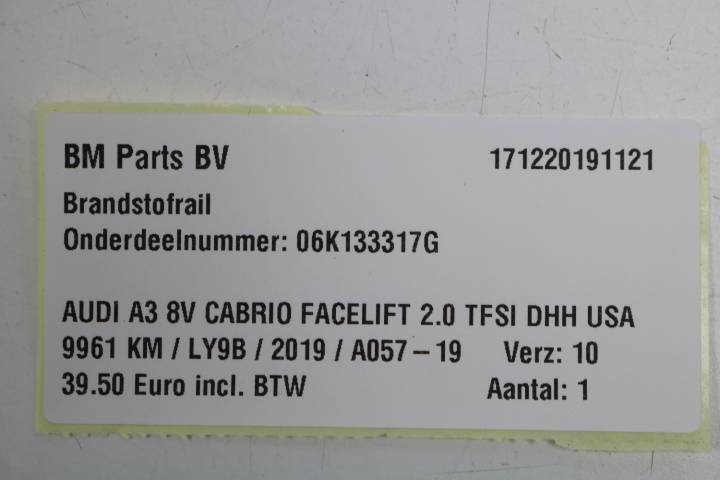 BM Parts BV 171220191121
Brandstofrail
Onderdeelnummer: 06K133317G
AUDI A3 8V CABRIO FACELIFT 2.0 TFSI DHH USA
9961 KM / LY9B / 2019 / A057-19 Verz: 10
39.50 Euro incl. BTW Aantal: 1